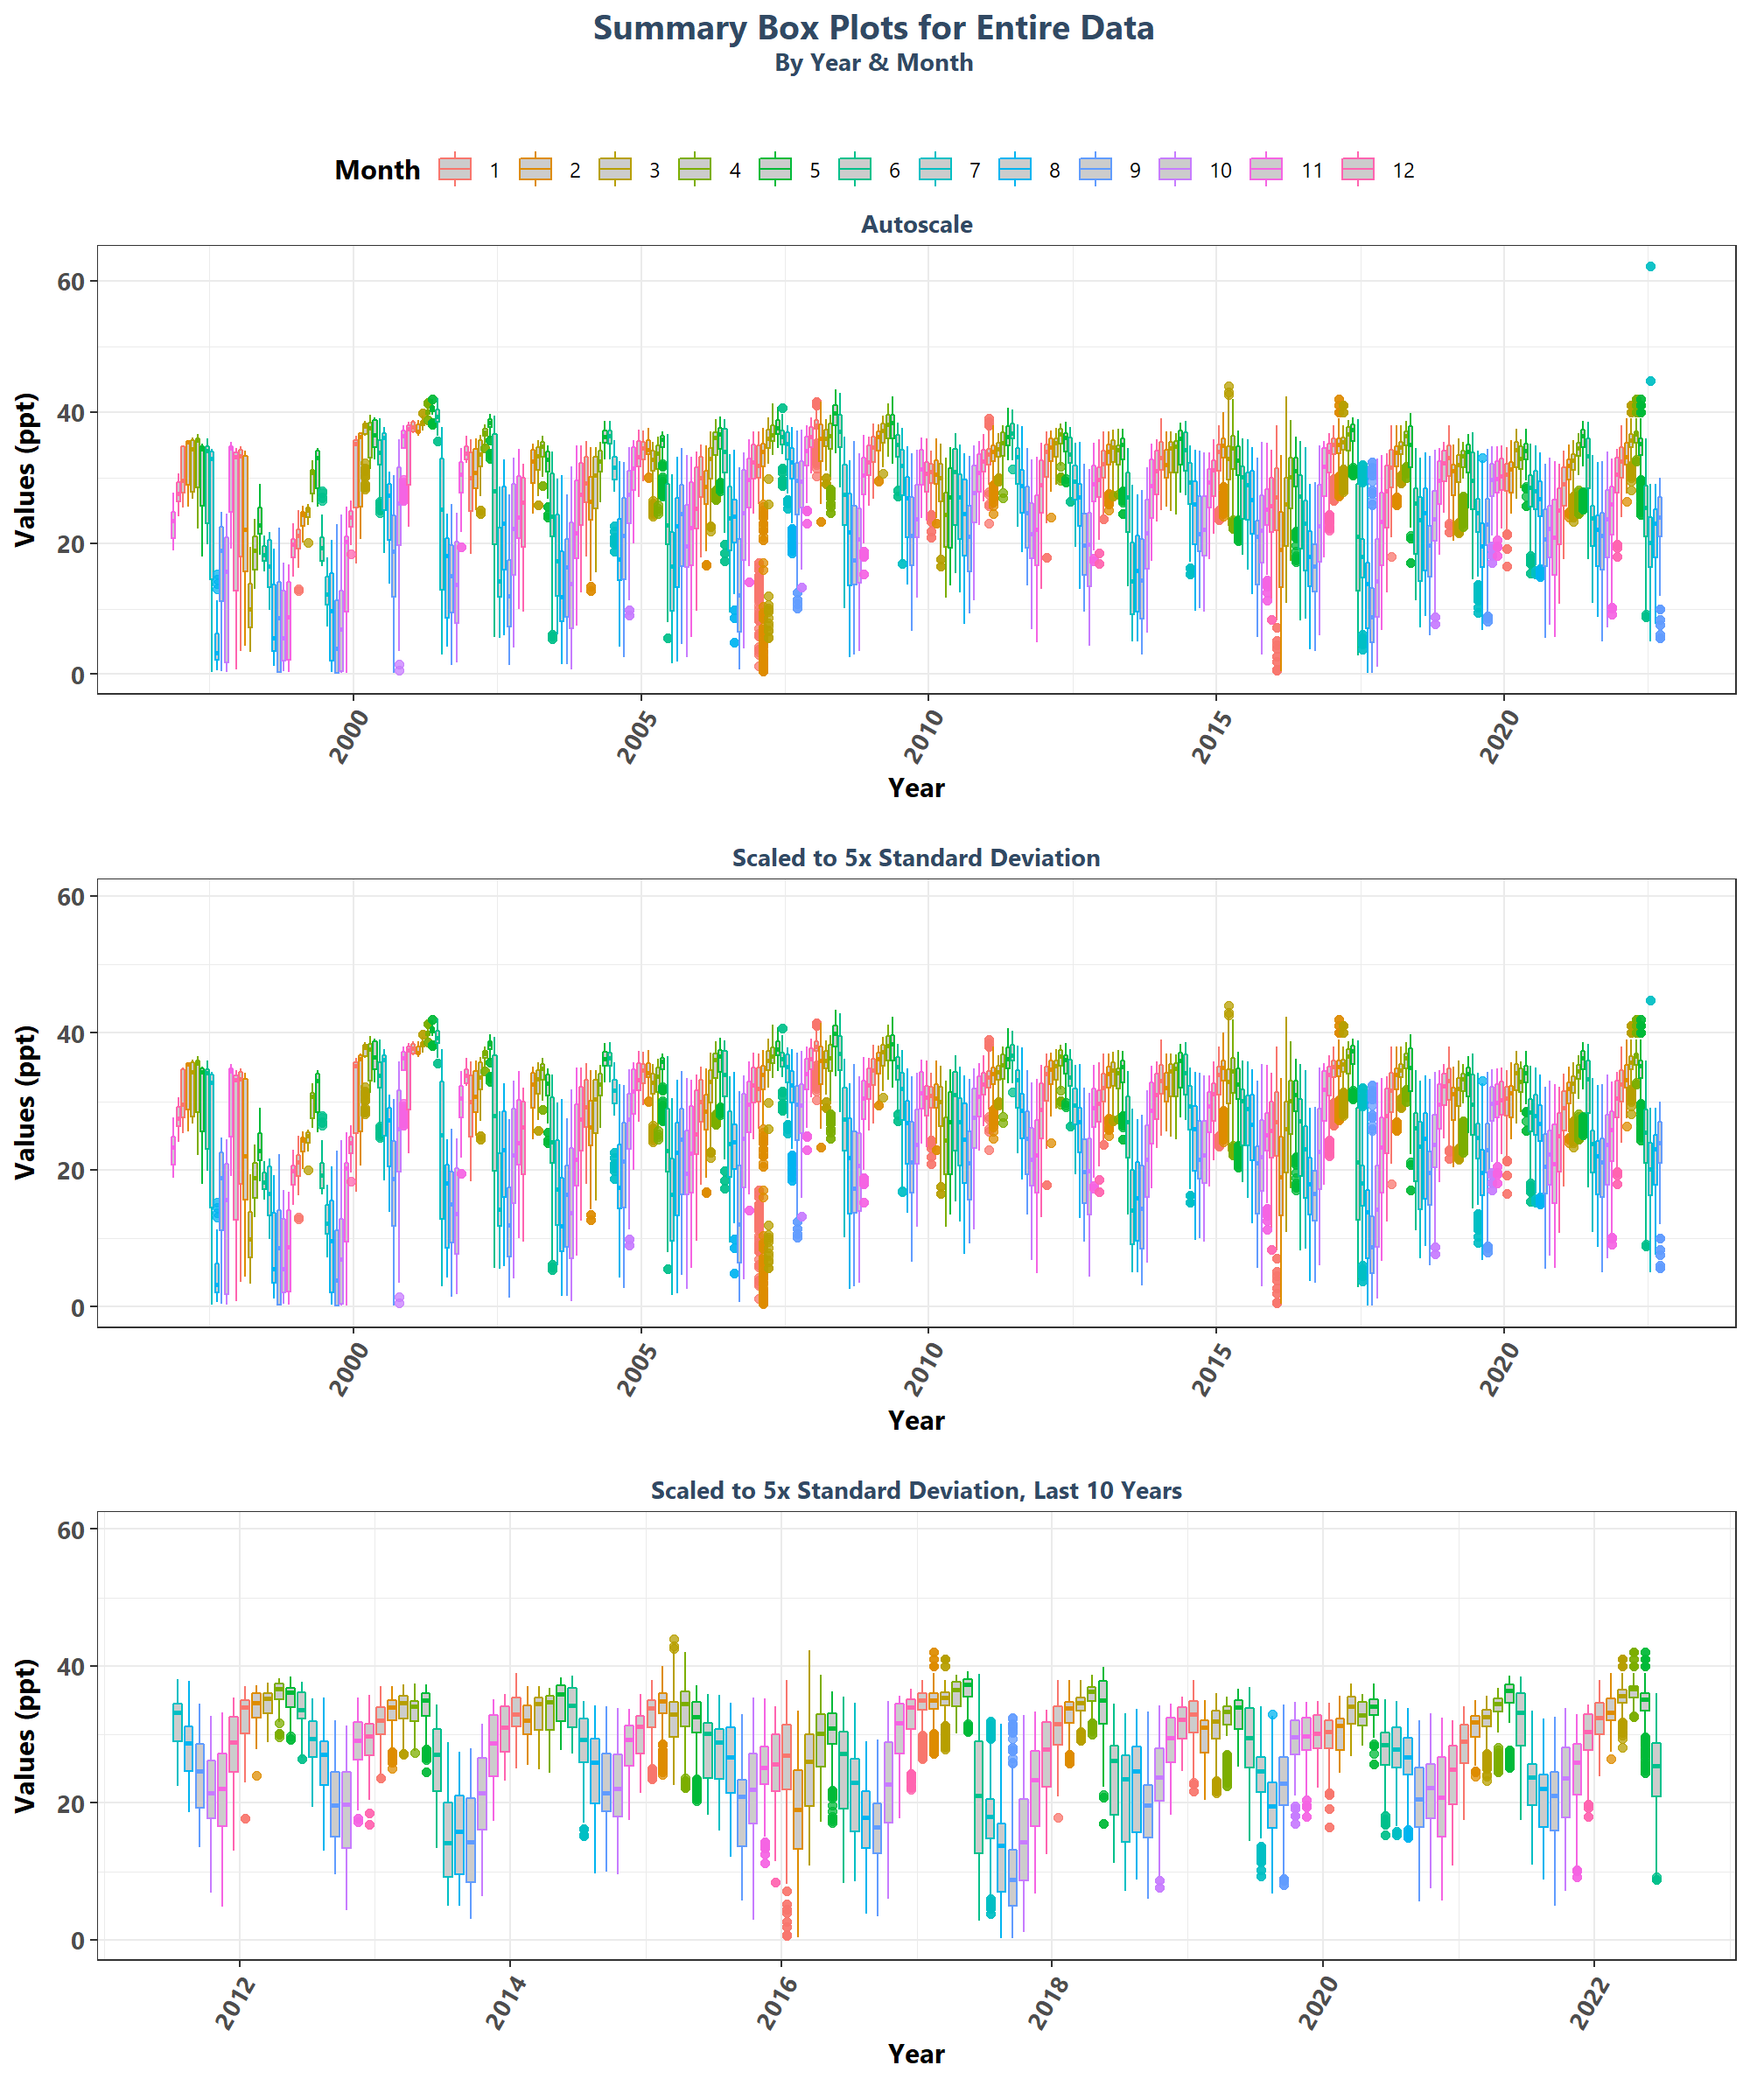 Summary Box Plots for Entire Data
By Year & Month
Month 1 2 3 4 5 6 7 8 9 10 11 12
Autoscale
Values (ppt)
60
40
20
0
2000 2005 2010 2015 2020
Year
Scaled to 5x Standard Deviation
Values (ppt)
60
40
20
0
2000 2005 2010 2015 2020
Year
Scaled to 5x Standard Deviation, Last 10 Years
Values (ppt)
60
40
20
0
2012 2014 2016 2018 2020 2022
Year